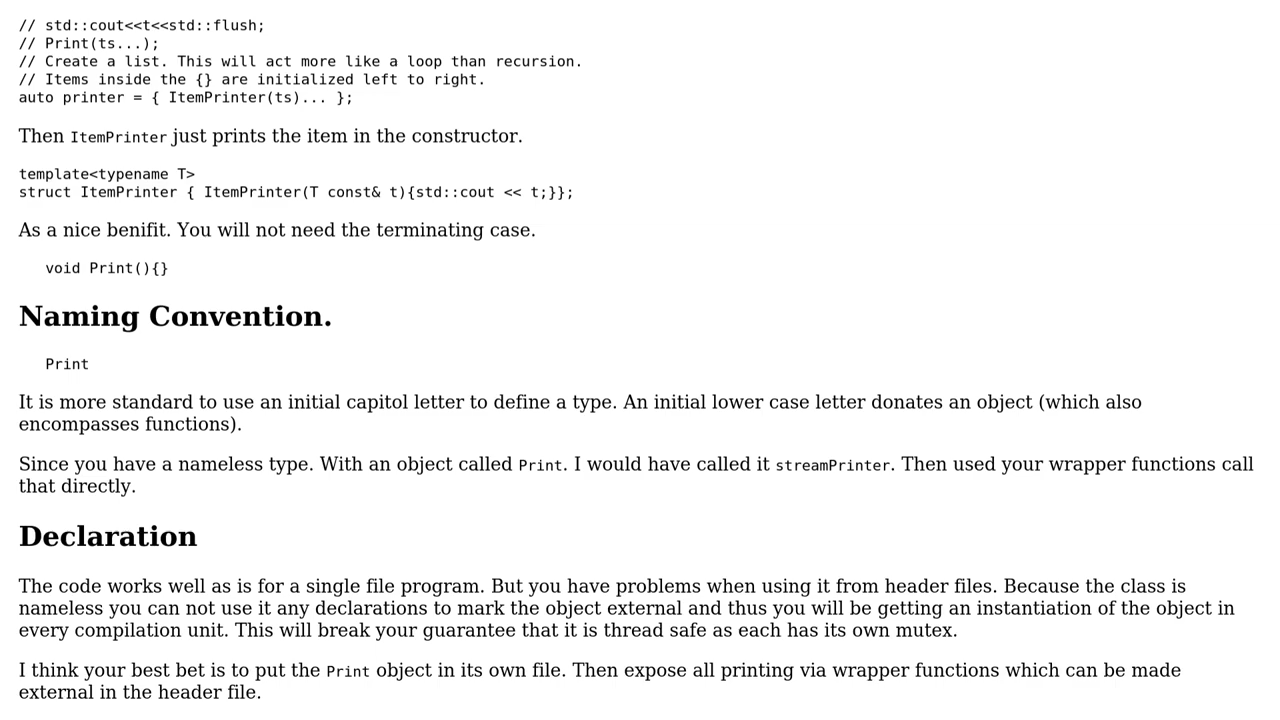 // std::cout<<t<<std::flush;
// Print(ts...);
// Create a list. This will act more like a loop than recursion.
// Items inside the {} are initialized left to right.
auto printer = { ItemPrinter(ts)... };
Then ItemPrinter just prints the item in the constructor.
template<typename T>
struct ItemPrinter { ItemPrinter(T const& t){std::cout << t;}};
As a nice benifit. You will not need the terminating case.
void Print(){}
Naming Convention.
Print
It is more standard to use an initial capitol letter to define a type. An initial lower case letter donates an object (which also
encompasses functions).
Since you have a nameless type. With an object called Print. I would have called it streamPrinter. Then used your wrapper functions call
that directly.
Declaration
The code works well as is for a single file program. But you have problems when using it from header files. Because the class is
nameless you can not use it any declarations to mark the object external and thus you will be getting an instantiation of the object in
every compilation unit. This will break your guarantee that it is thread safe as each has its own mutex.
I think your best bet is to put the Print object in its own file. Then expose all printing via wrapper functions which can be made
external in the header file.